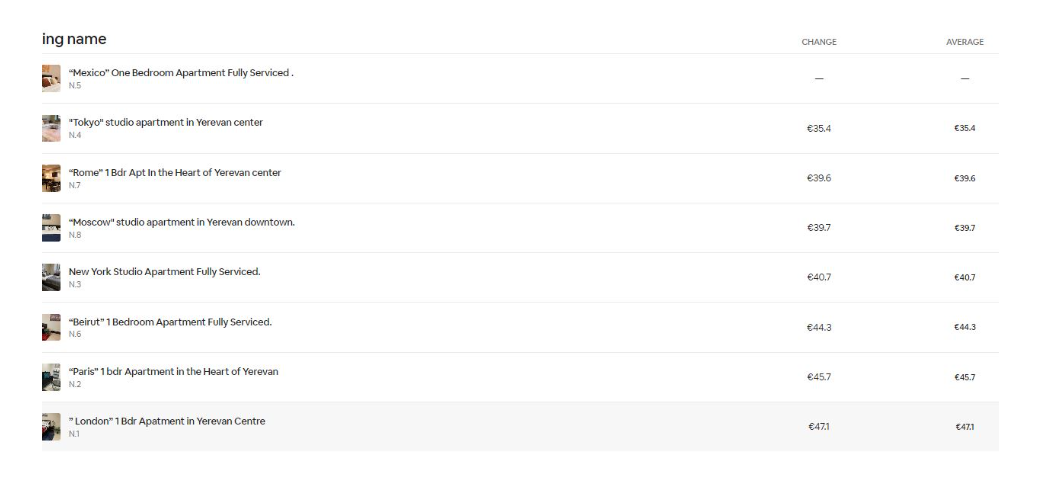 ing name CHANGE AVERAGE
“Mexico” One Bedroom Apartment Fully Serviced . — —
N.5
"Tokyo" studio apartment in Yerevan center €35.4 €35.4
N.4
“Rome” 1 Bdr Apt In the Heart of Yerevan center €39.6 €39.6
N.7
“Moscow" studio apartment in Yerevan downtown. €39.7 €39.7
N.8
New York Studio Apartment Fully Serviced. €40.7 €40.7
N.3
“Beirut” 1 Bedroom Apartment Fully Serviced. €44.3 €44.3
N.6
“Paris” 1 bdr Apartment in the Heart of Yerevan €45.7 €45.7
N.2
” London” 1 Bdr Apatment in Yerevan Centre €47.1 €47.1
N.1